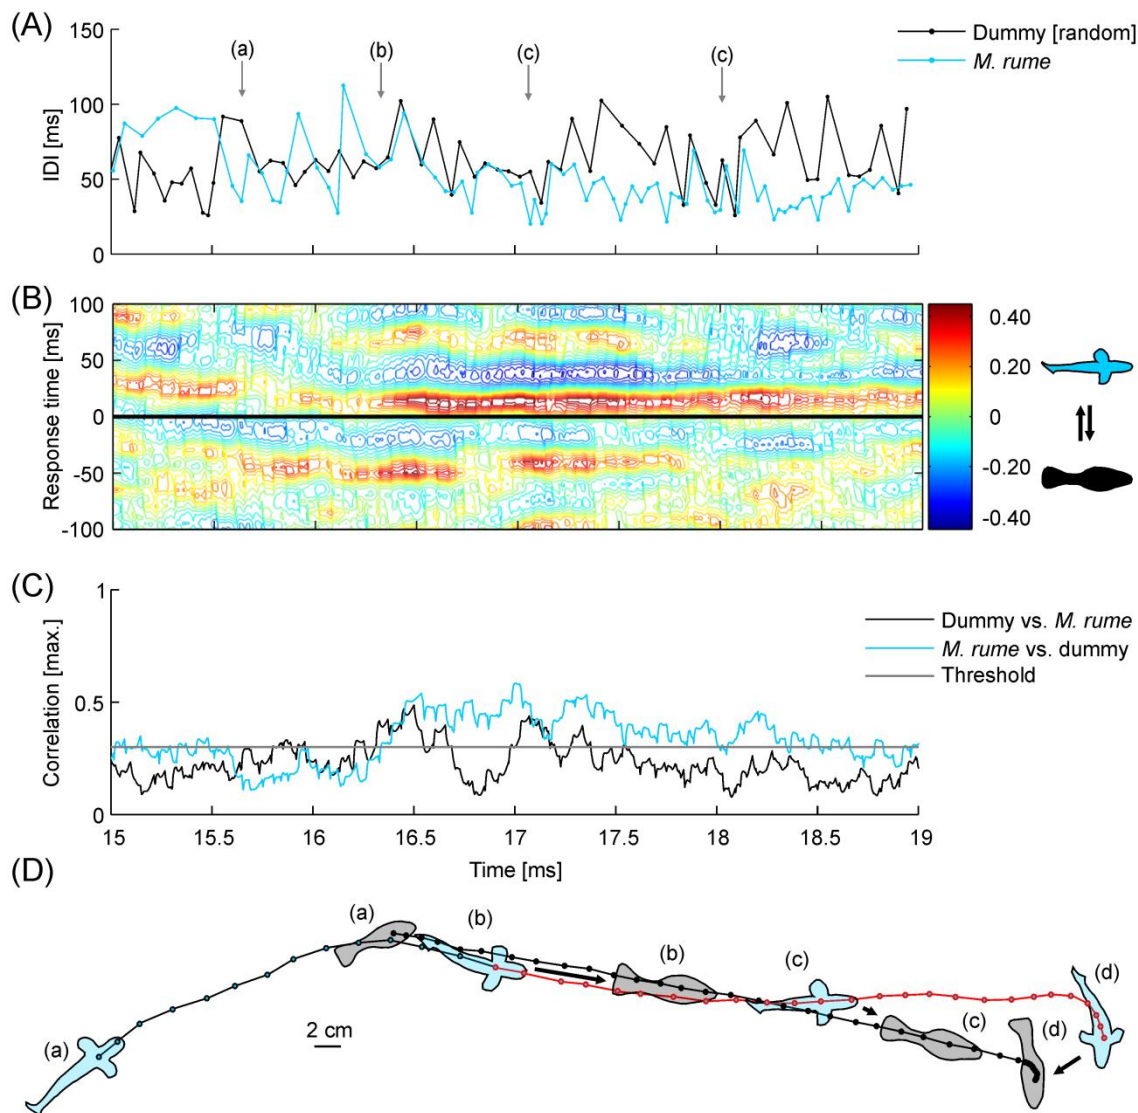 (A)
150
100
50
0
IDI [ms]
(a)
(b)
(c)
(c)
Dummy [random]
M. rume
(B)
100
50
0
-50
-100
Response time [ms]
0.40
0.20
0
-0.20
-0.40
(C)
1
0.5
0
Correlation [max.]
Dummy vs. M. rume
M. rume vs. dummy
Threshold
15
15.5
16
16.5
17
17.5
18
18.5
19
Time [ms]
(D)
(a)
(a)
(b)
(b)
(c)
(c)
(d)
(d)
2 cm